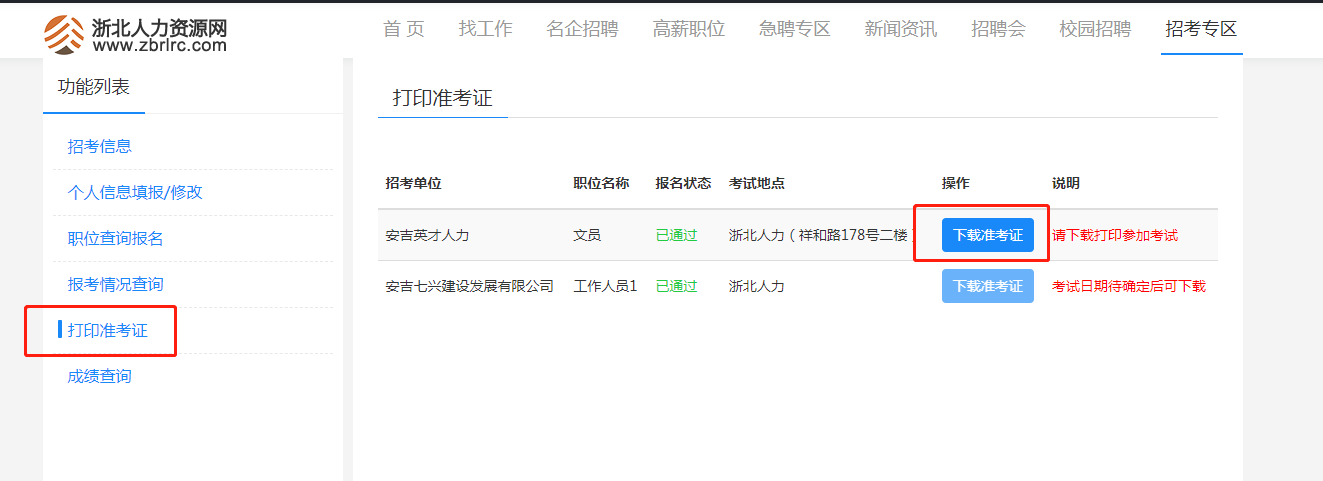 浙北人力资源网
www.zbrlrc.com
首 页 找工作 名企招聘 高薪职位 急聘专区 新闻资讯 招聘会 校园招聘 招考专区
功能列表
招考信息
个人信息填报/修改
职位查询报名
报考情况查询
打印准考证
成绩查询
打印准考证
招考单位 职位名称 报名状态 考试地点 操作 说明
安吉英才人力 文员 已通过 浙北人力（祥和路178号二楼） 下载准考证 请下载打印参加考试
安吉七兴建设发展有限公司 工作人员1 已通过 浙北人力 下载准考证 考试日期待确定后可下载